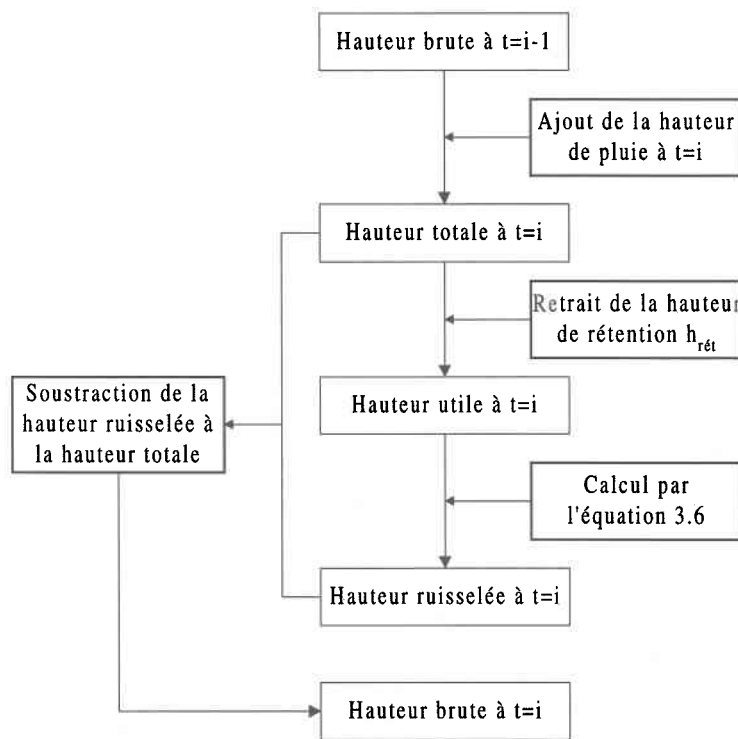 Hauteur brute à t=i-1
Ajout de la hauteur
de pluie à t=i
Hauteur totale à t=i
Retrait de la hauteur
de rétention h_rét
Hauteur utile à t=i
Soustraction de la
hauteur ruisselée à
la hauteur totale
Calcul par
l'équation 3.6
Hauteur ruisselée à t=i
Hauteur brute à t=i